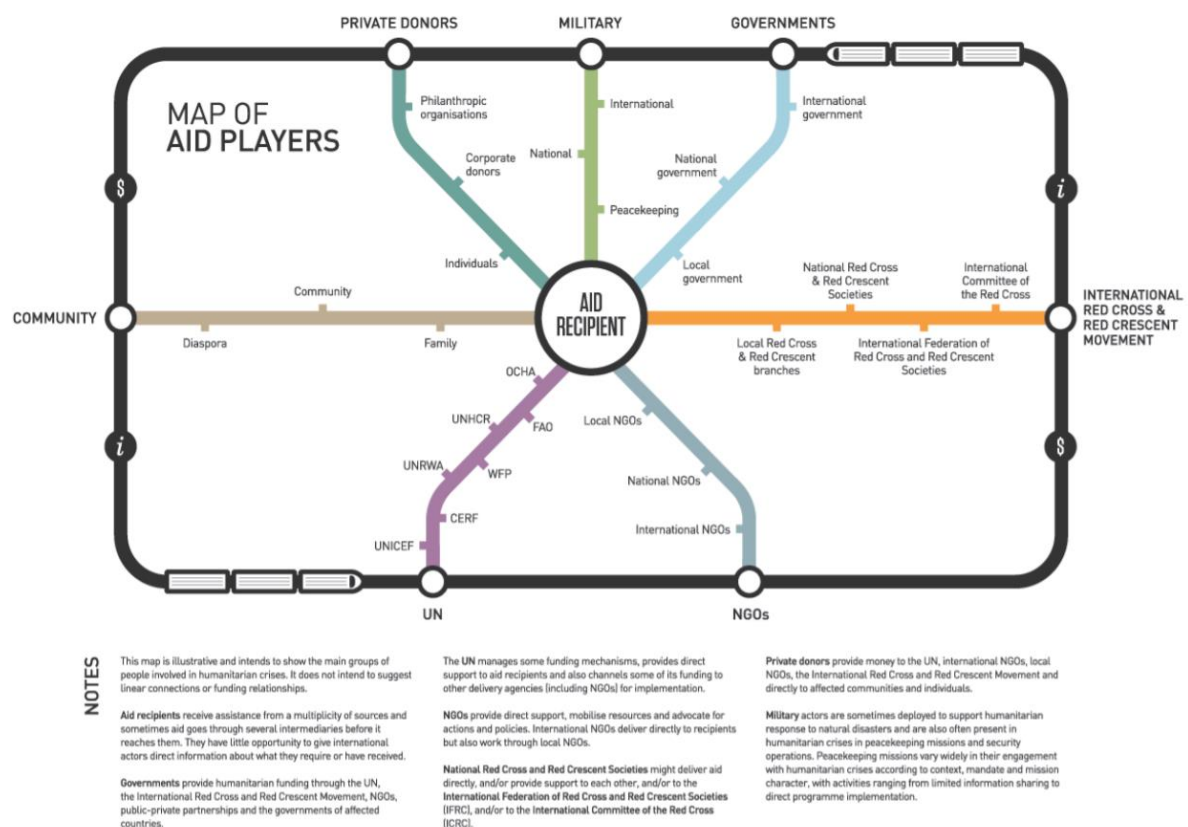 PRIVATE DONORS
MILITARY
GOVERNMENTS
MAP OF
AID PLAYERS
Philanthropic
organisations
Corporate
donors
Individuals
International
National
Peacekeeping
International
government
National
government
Local
government
$
i
COMMUNITY
Diaspora
Community
Family
AID
RECIPIENT
National Red Cross
& Red Crescent
Societies
International
Committee of
the Red Cross
Local Red Cross
& Red Crescent
branches
International Federation of
Red Cross and Red Crescent
Societies
INTERNATIONAL
RED CROSS &
RED CRESCENT
MOVEMENT
i
$
OCHA
UNHCR
FAO
UNRWA
WFP
CERF
UNICEF
Local NGOs
National NGOs
International NGOs
UN
NGOs
NOTES
This map is illustrative and intends to show the main groups of
people involved in humanitarian crises. It does not intend to suggest
linear connections or funding relationships.
Aid recipients receive assistance from a multiplicity of sources and
sometimes aid goes through several intermediaries before it
reaches them. They have little opportunity to give international
actors direct information about what they require or have received.
Governments provide humanitarian funding through the UN,
the International Red Cross and Red Crescent Movement, NGOs,
public-private partnerships and the governments of affected
countries.
The UN manages some funding mechanisms, provides direct
support to aid recipients and also channels some of its funding to
other delivery agencies (including NGOs) for implementation.
NGOs provide direct support, mobilise resources and advocate for
actions and policies. International NGOs deliver directly to recipients
but also work through local NGOs.
National Red Cross and Red Crescent Societies might deliver aid
directly, and/or provide support to each other, and/or to the
International Federation of Red Cross and Red Crescent Societies
(IFRC), and/or to the International Committee of the Red Cross
(ICRC).
Private donors provide money to the UN, international NGOs, local
NGOs, the International Red Cross and Red Crescent Movement and
directly to affected communities and individuals.
Military actors are sometimes deployed to support humanitarian
response to natural disasters and are also often present in
humanitarian crises in peacekeeping missions and security
operations. Peacekeeping missions vary widely in their engagement
with humanitarian crises according to context, mandate and mission
character, with activities ranging from limited information sharing to
direct programme implementation.